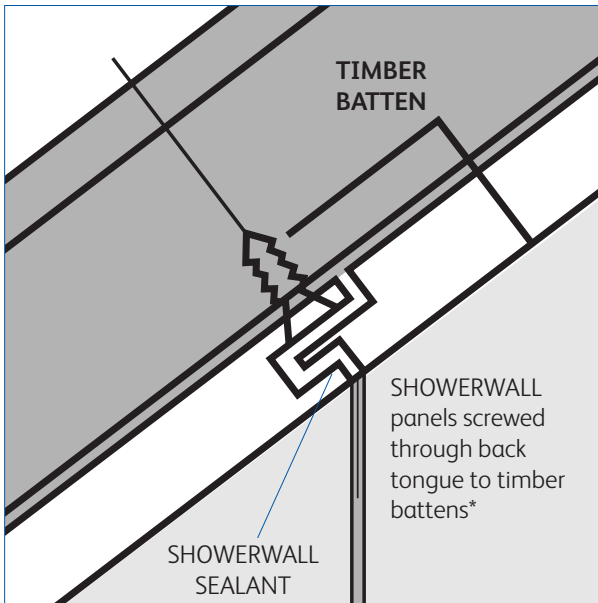 TIMBER
BATTEN
SHOWERWALL
panels screwed
through back
tongue to timber
battens*
SHOWERWALL
SEALANT